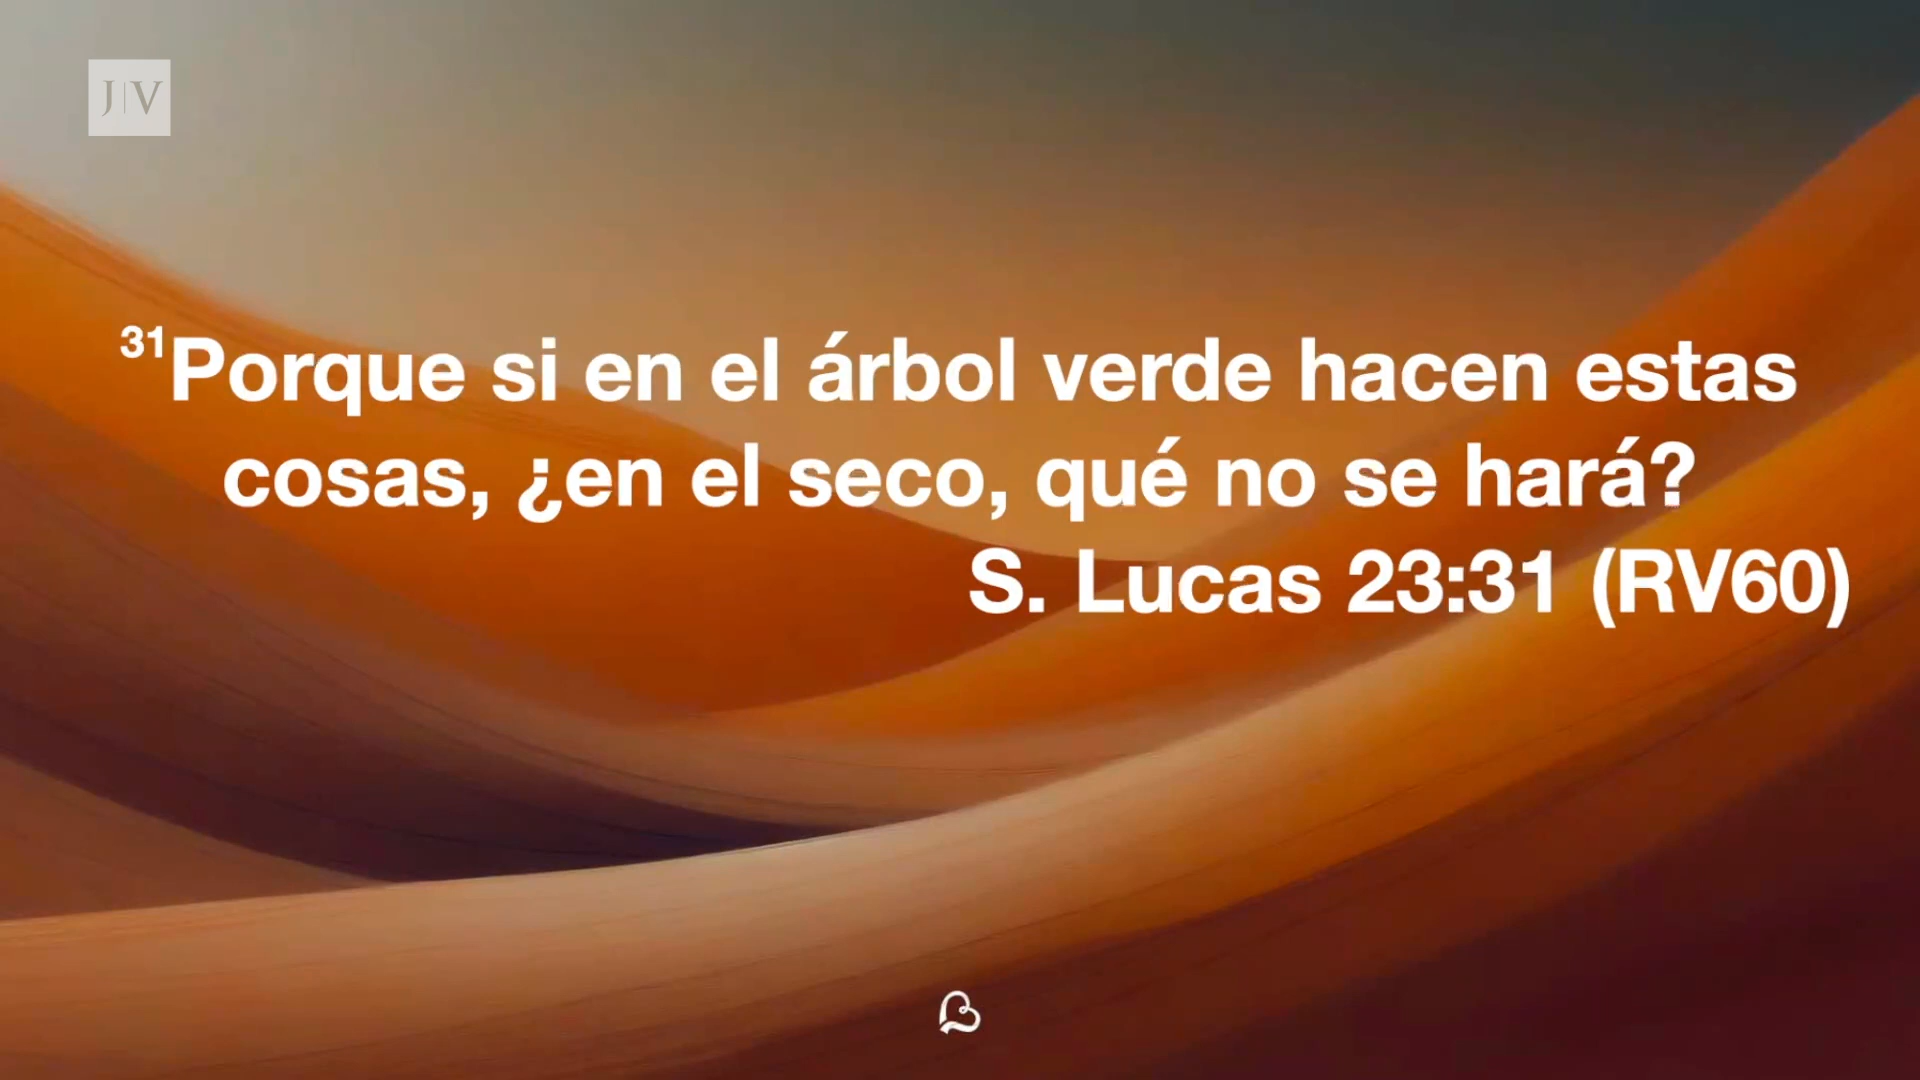 J|V
³¹Porque si en el árbol verde hacen estas
cosas, ¿en el seco, qué no se hará?
S. Lucas 23:31 (RV60)